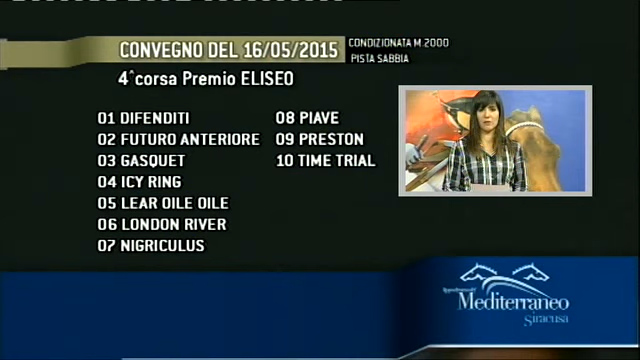 CONVEGNO DEL 16/05/2015
CONDIZIONATA M.2000
PISTA SABBIA
4^corsa Premio ELISEO
01 DIFENDITI
02 FUTURO ANTERIORE
03 GASQUET
04 ICY RING
05 LEAR OILE OILE
06 LONDON RIVER
07 NIGRICULUS
08 PIAVE
09 PRESTON
10 TIME TRIAL
Mediterraneo
Siracusa